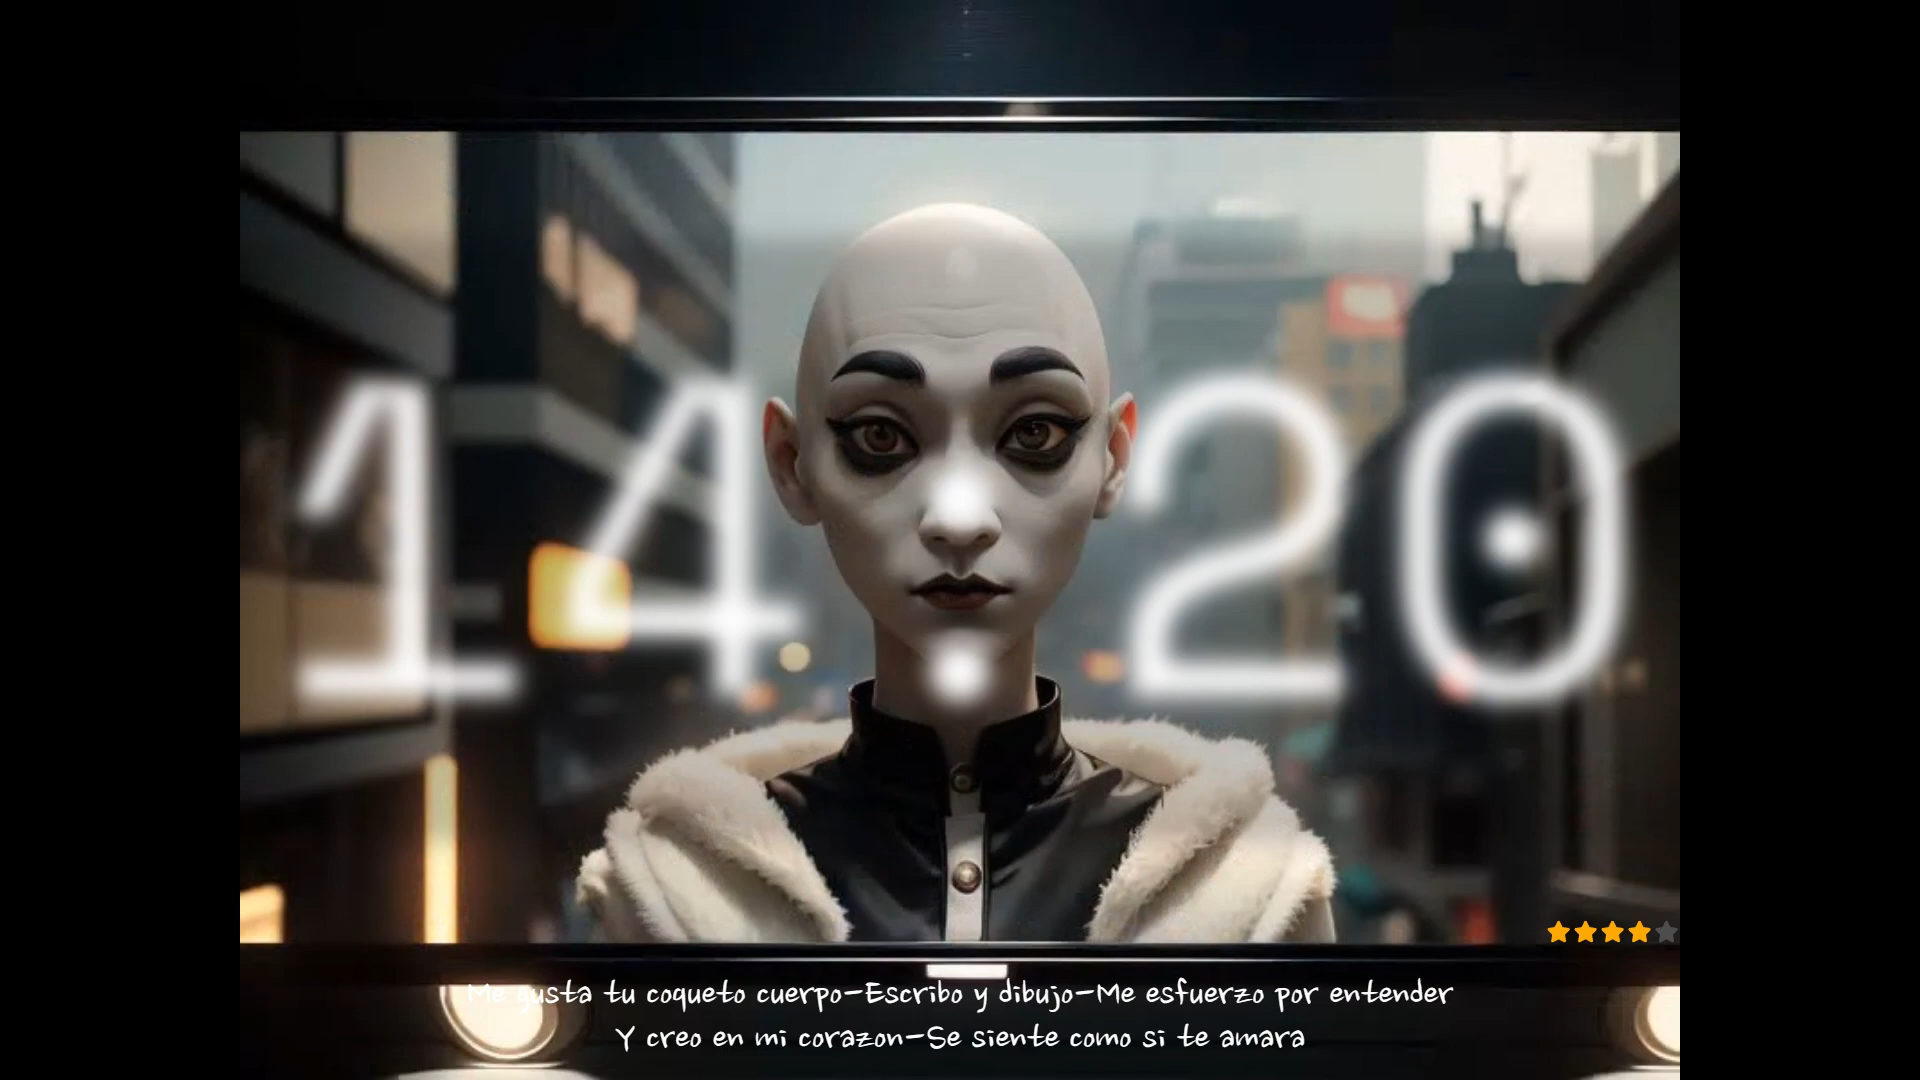 14:20
Me gusta tu coqueto cuerpo-Escribo y dibujo-Me esfuerzo por entender
Y creo en mi corazon-Se siente como si te amara